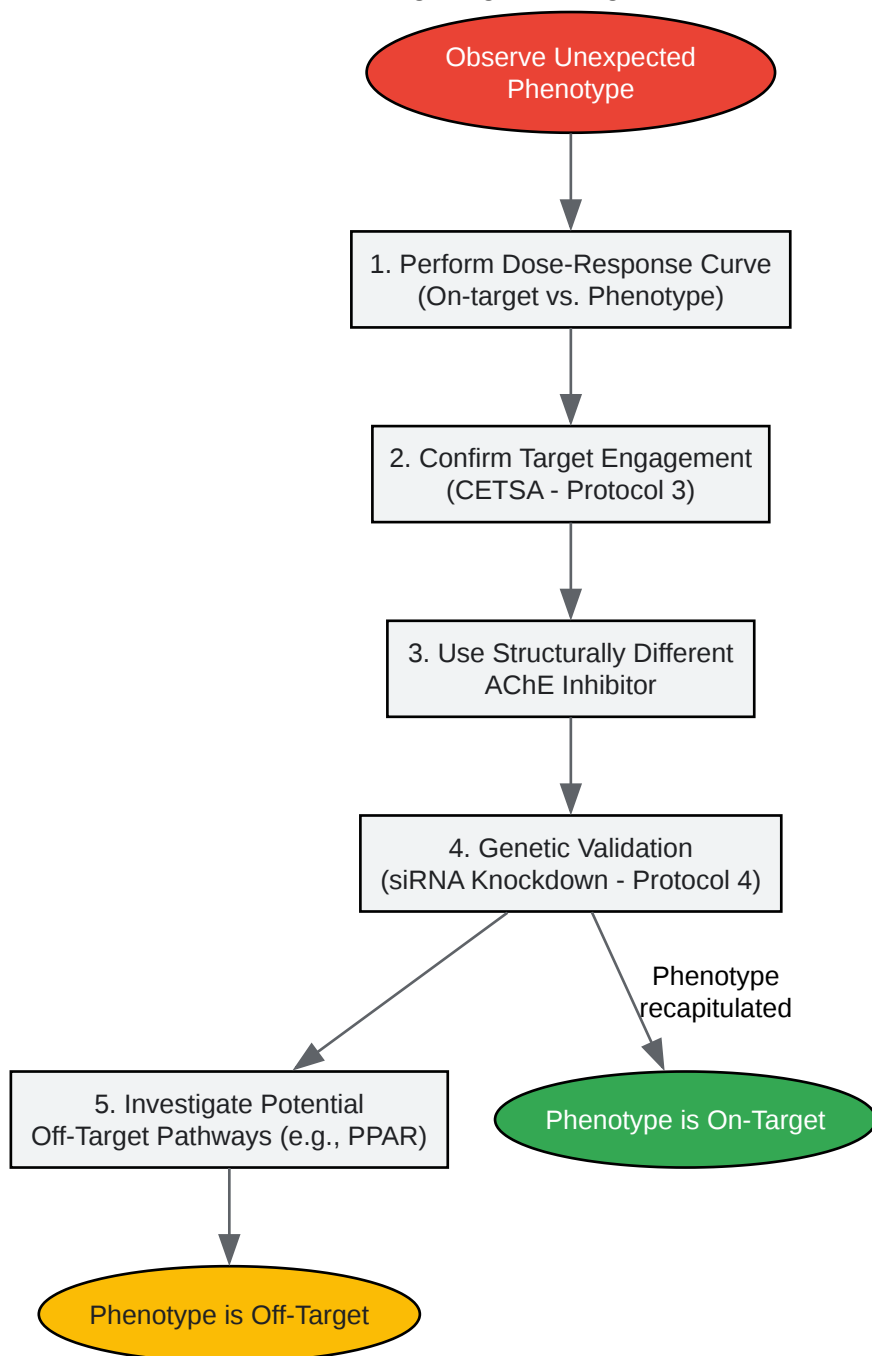 Observe Unexpected
Phenotype
1. Perform Dose-Response Curve
(On-target vs. Phenotype)
2. Confirm Target Engagement
(CETSA - Protocol 3)
3. Use Structurally Different
AChE Inhibitor
4. Genetic Validation
(siRNA Knockdown - Protocol 4)
Phenotype
recapitulated
5. Investigate Potential
Off-Target Pathways (e.g., PPAR)
Phenotype is On-Target
Phenotype is Off-Target